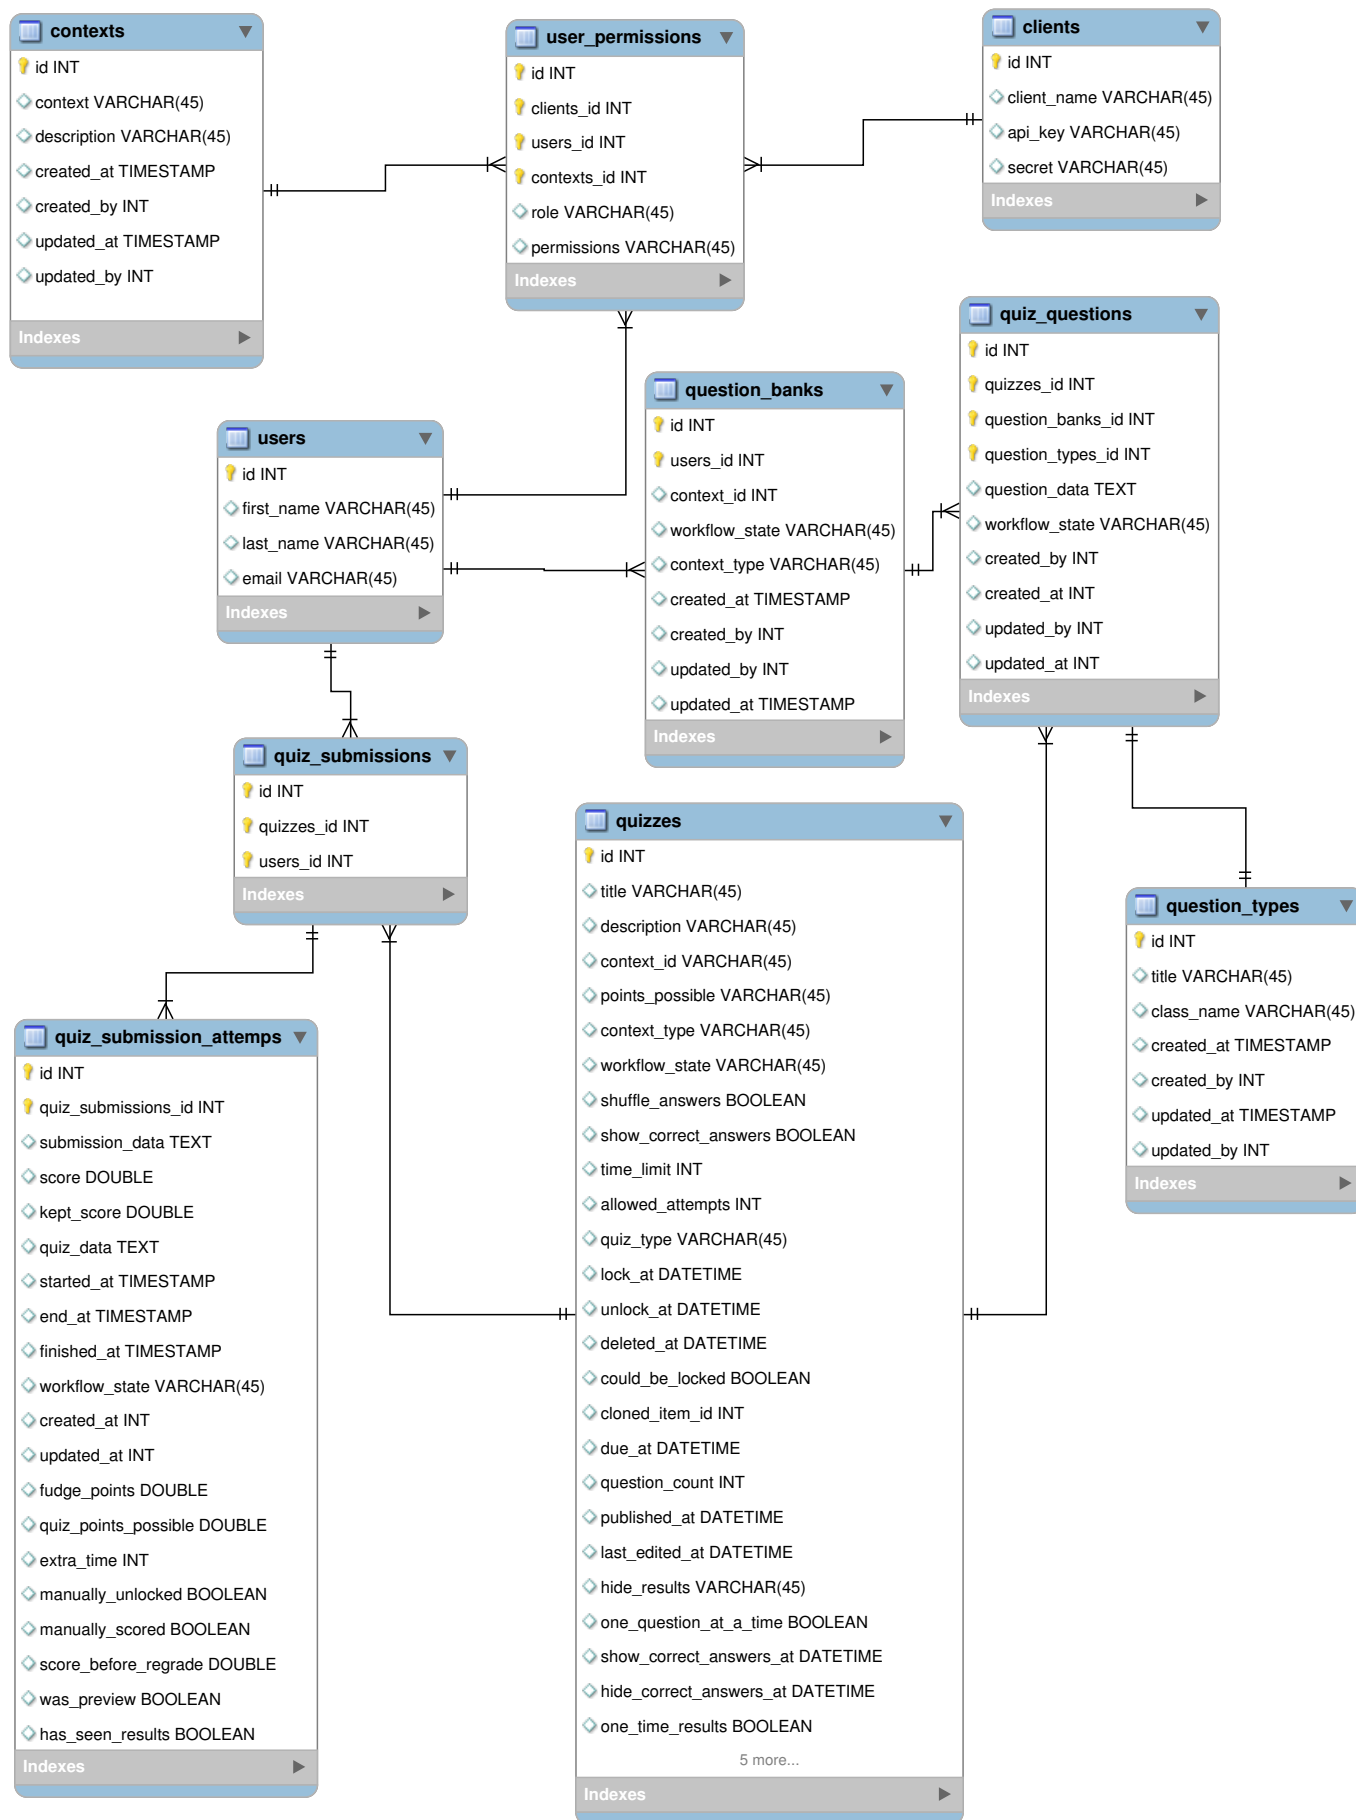 contexts
id INT
context VARCHAR(45)
description VARCHAR(45)
created_at TIMESTAMP
created_by INT
updated_at TIMESTAMP
updated_by INT
Indexes
user_permissions
id INT
clients_id INT
users_id INT
contexts_id INT
role VARCHAR(45)
permissions VARCHAR(45)
Indexes
clients
id INT
client_name VARCHAR(45)
api_key VARCHAR(45)
secret VARCHAR(45)
Indexes
quiz_questions
id INT
quizzes_id INT
question_banks_id INT
question_types_id INT
question_data TEXT
workflow_state VARCHAR(45)
created_by INT
created_at INT
updated_by INT
updated_at INT
Indexes
question_banks
id INT
users_id INT
context_id INT
workflow_state VARCHAR(45)
context_type VARCHAR(45)
created_at TIMESTAMP
created_by INT
updated_by INT
updated_at TIMESTAMP
Indexes
users
id INT
first_name VARCHAR(45)
last_name VARCHAR(45)
email VARCHAR(45)
Indexes
quiz_submissions
id INT
quizzes_id INT
users_id INT
Indexes
quizzes
id INT
title VARCHAR(45)
description VARCHAR(45)
context_id VARCHAR(45)
points_possible VARCHAR(45)
context_type VARCHAR(45)
workflow_state VARCHAR(45)
shuffle_answers BOOLEAN
show_correct_answers BOOLEAN
time_limit INT
allowed_attempts INT
quiz_type VARCHAR(45)
lock_at DATETIME
unlock_at DATETIME
deleted_at DATETIME
could_be_locked BOOLEAN
cloned_item_id INT
due_at DATETIME
question_count INT
published_at DATETIME
last_edited_at DATETIME
hide_results VARCHAR(45)
one_question_at_a_time BOOLEAN
show_correct_answers_at DATETIME
hide_correct_answers_at DATETIME
one_time_results BOOLEAN
5 more...
Indexes
question_types
id INT
title VARCHAR(45)
class_name VARCHAR(45)
created_at TIMESTAMP
created_by INT
updated_at TIMESTAMP
updated_by INT
Indexes
quiz_submission_attemps
id INT
quiz_submissions_id INT
submission_data TEXT
score DOUBLE
kept_score DOUBLE
quiz_data TEXT
started_at TIMESTAMP
end_at TIMESTAMP
finished_at TIMESTAMP
workflow_state VARCHAR(45)
created_at INT
updated_at INT
fudge_points DOUBLE
quiz_points_possible DOUBLE
extra_time INT
manually_unlocked BOOLEAN
manually_scored BOOLEAN
score_before_regrade DOUBLE
was_preview BOOLEAN
has_seen_results BOOLEAN
Indexes